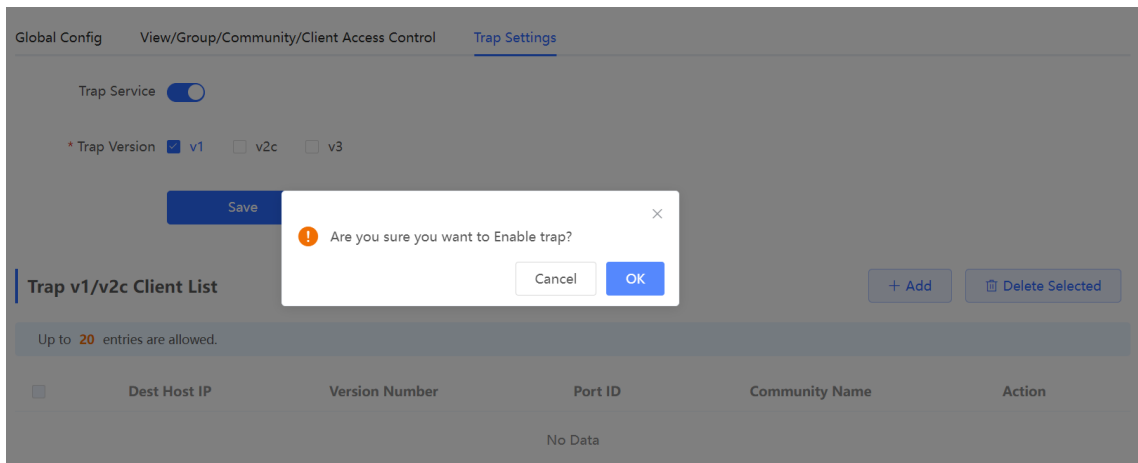 Global Config View/Group/Community/Client Access Control Trap Settings
Trap Service
* Trap Version v1 v2c v3
Save
Are you sure you want to Enable trap?
Cancel OK
Trap v1/v2c Client List + Add Delete Selected
Up to 20 entries are allowed.
Dest Host IP Version Number Port ID Community Name Action
No Data